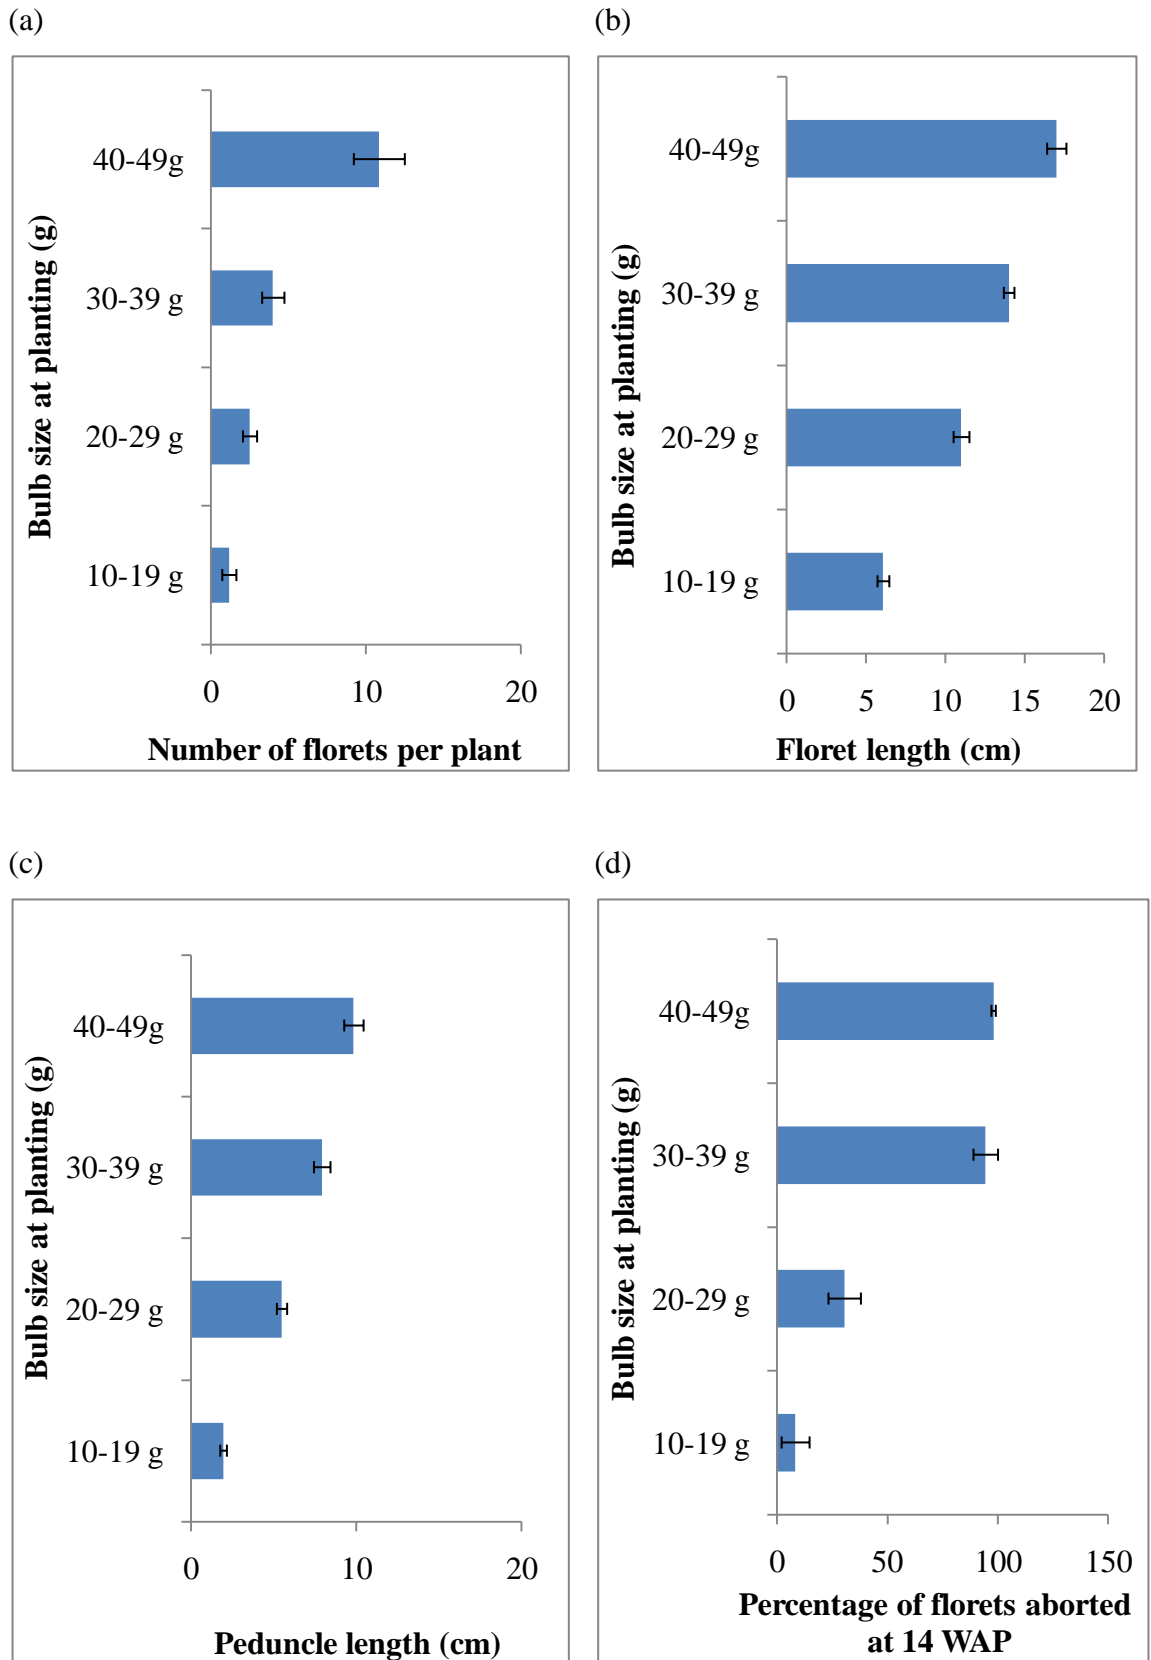 (a)
40-49g
30-39 g
20-29 g
10-19 g
Bulb size at planting (g)
0 10 20
Number of florets per plant
(b)
40-49g
30-39 g
20-29 g
10-19 g
Bulb size at planting (g)
0 5 10 15 20
Floret length (cm)
(c)
40-49g
30-39 g
20-29 g
10-19 g
Bulb size at planting (g)
0 10 20
Peduncle length (cm)
(d)
40-49g
30-39 g
20-29 g
10-19 g
Bulb size at planting (g)
0 50 100 150
Percentage of florets aborted
at 14 WAP